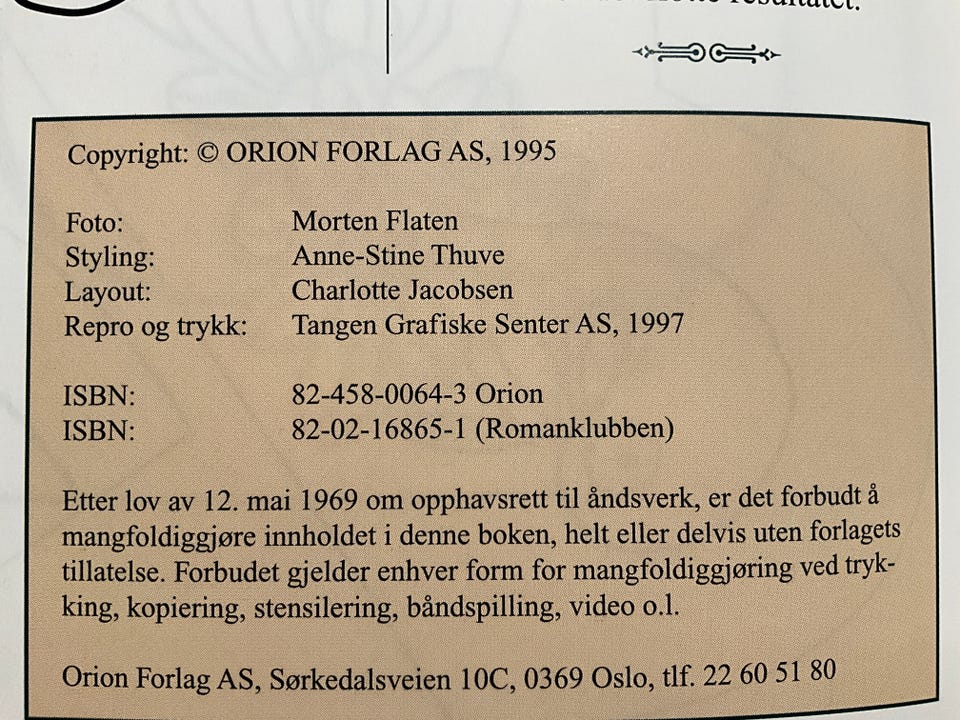 resultatet.
Copyright: © ORION FORLAG AS, 1995
Foto: Morten Flaten
Styling: Anne-Stine Thuve
Layout: Charlotte Jacobsen
Repro og trykk: Tangen Grafiske Senter AS, 1997
ISBN: 82-458-0064-3 Orion
ISBN: 82-02-16865-1 (Romanklubben)
Etter lov av 12. mai 1969 om opphavsrett til åndsverk, er det forbudt å
mangfoldiggjøre innholdet i denne boken, helt eller delvis uten forlagets
tillatelse. Forbudet gjelder enhver form for mangfoldiggjøring ved tryk-
king, kopiering, stensilering, båndspilling, video o.l.
Orion Forlag AS, Sørkedalsveien 10C, 0369 Oslo, tlf. 22 60 51 80